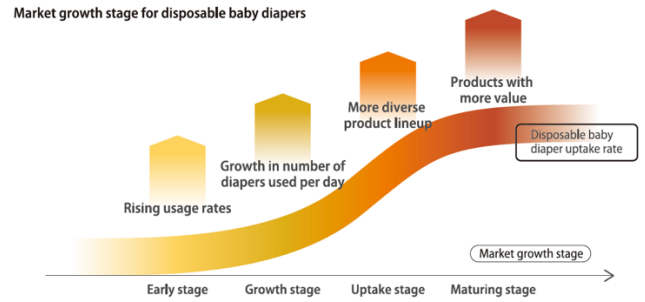 Market growth stage for disposable baby diapers
Products with
more value
More diverse
product lineup
Disposable baby
diaper uptake rate
Growth in number of
diapers used per day
Rising usage rates
Market growth stage
Early stage
Growth stage
Uptake stage
Maturing stage